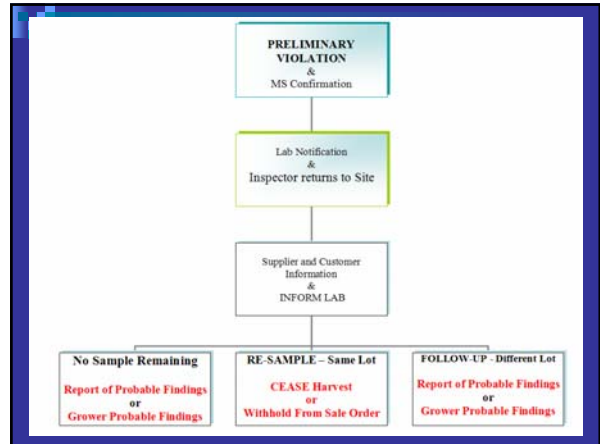 PRELIMINARY
VIOLATION
&
MS Confirmation
Lab Notification
&
Inspector returns to Site
Supplier and Customer
Information
&
INFORM LAB
No Sample Remaining
Report of Probable Findings
or
Grower Probable Findings
RE-SAMPLE – Same Lot
CEASE Harvest
or
Withhold From Sale Order
FOLLOW-UP - Different Lot
Report of Probable Findings
or
Grower Probable Findings